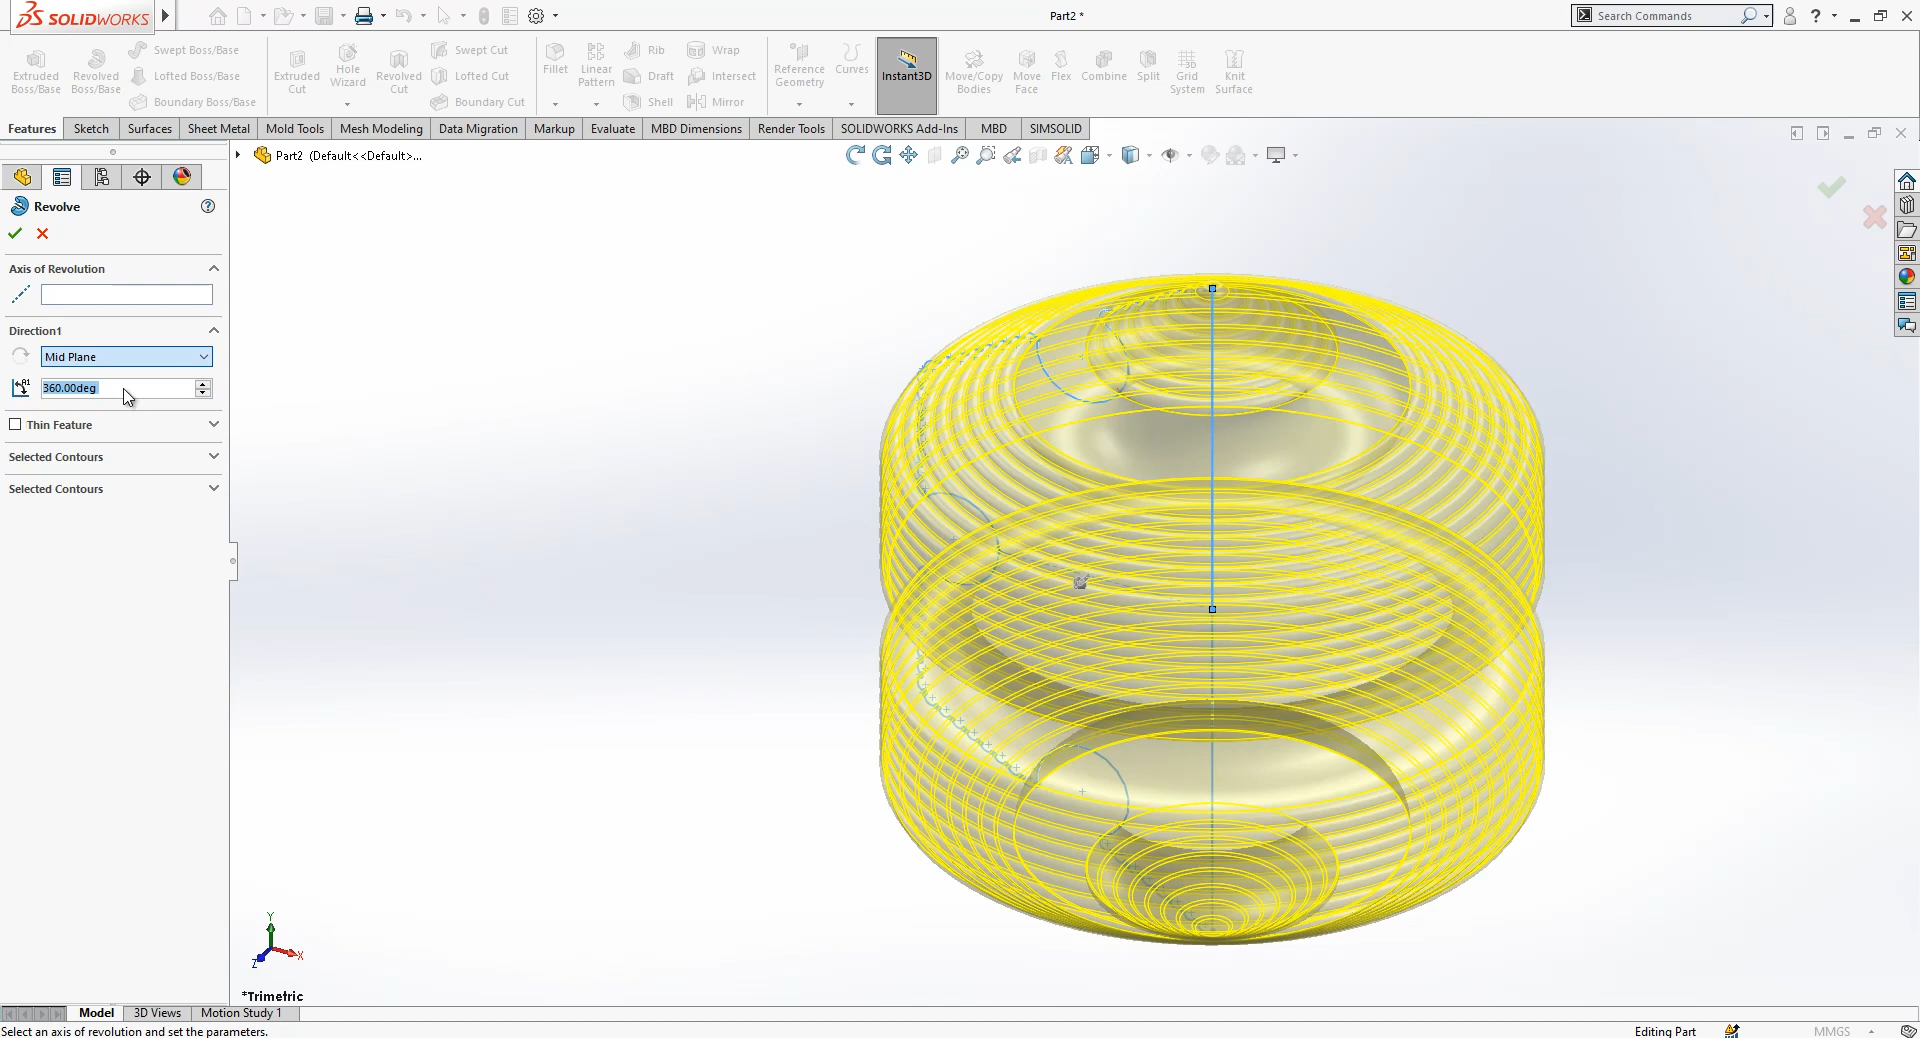 SOLIDWORKS
Part2 *
Search Commands
Extruded Boss/Base
Revolved Boss/Base
Swept Boss/Base
Lofted Boss/Base
Boundary Boss/Base
Extruded Cut
Hole Wizard
Revolved Cut
Swept Cut
Lofted Cut
Boundary Cut
Fillet
Linear Pattern
Rib
Draft
Shell
Wrap
Intersect
Mirror
Reference Geometry
Curves
Instant3D
Move/Copy Bodies
Move Face
Flex
Combine
Split
Grid System
Knit Surface
Features
Sketch
Surfaces
Sheet Metal
Mold Tools
Mesh Modeling
Data Migration
Markup
Evaluate
MBD Dimensions
Render Tools
SOLIDWORKS Add-Ins
MBD
SIMSOLID
Part2 (Default<<Default>...
Revolve
Axis of Revolution
Direction1
Mid Plane
360.00deg
Thin Feature
Selected Contours
Selected Contours
Y
X
Z
*Trimetric
Model
3D Views
Motion Study 1
Select an axis of revolution and set the parameters.
Editing Part
MMGS